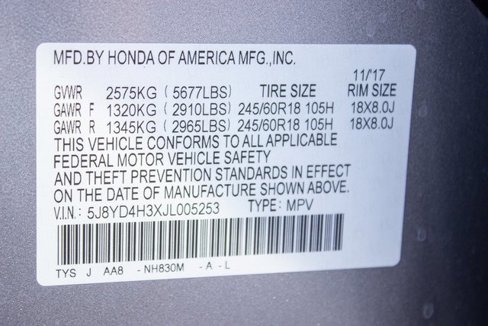 MFD.BY HONDA OF AMERICA MFG.,INC.
11/17
GVWR 2575KG (5677LBS) TIRE SIZE RIM SIZE
GAWR F 1320KG (2910LBS) 245/60R18 105H 18X8.0J
GAWR R 1345KG (2965LBS) 245/60R18 105H 18X8.0J
THIS VEHICLE CONFORMS TO ALL APPLICABLE
FEDERAL MOTOR VEHICLE SAFETY
AND THEFT PREVENTION STANDARDS IN EFFECT
ON THE DATE OF MANUFACTURE SHOWN ABOVE.
V.I.N: 5J8YD4H3XJL005253 TYPE: MPV
TYS J AA8 - NH830M - A - L